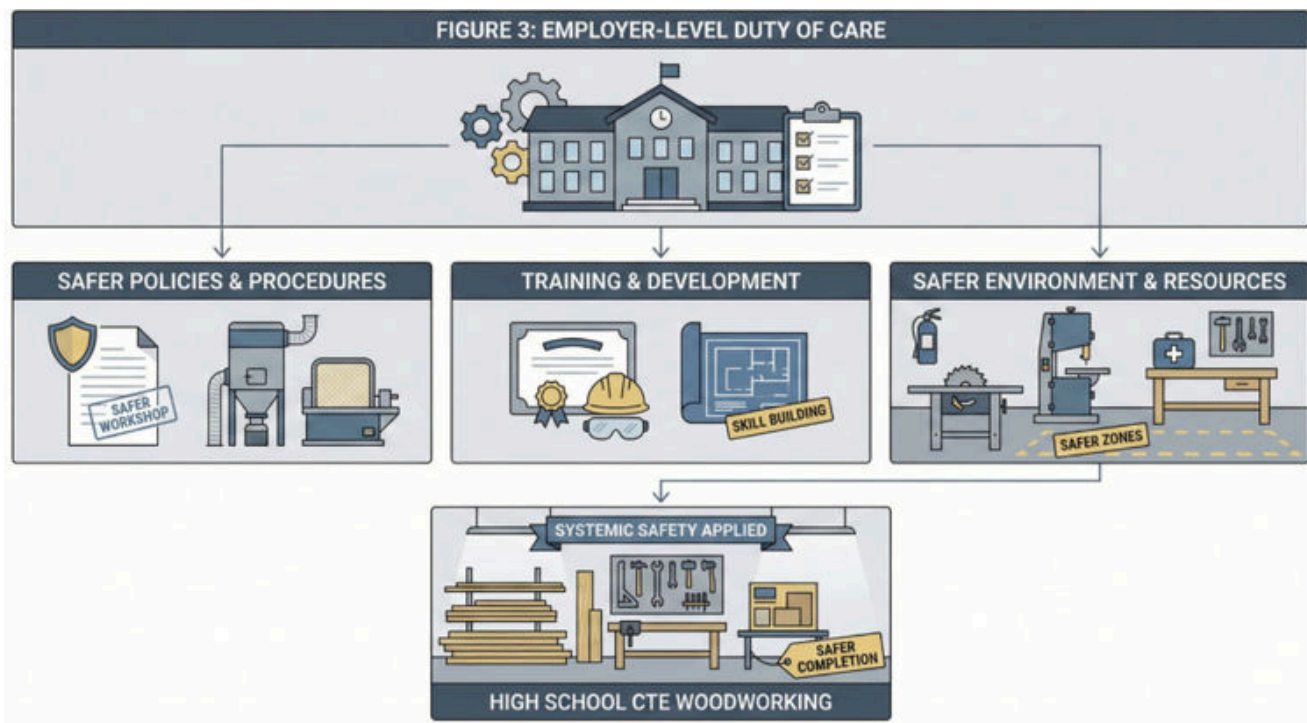 FIGURE 3: EMPLOYER-LEVEL DUTY OF CARE
SAFER POLICIES & PROCEDURES
SAFER
WORKSHOP
TRAINING & DEVELOPMENT
SKILL BUILDING
SAFER ENVIRONMENT & RESOURCES
SAFER ZONES
SYSTEMIC SAFETY APPLIED
SAFER
COMPLETION
HIGH SCHOOL CTE WOODWORKING